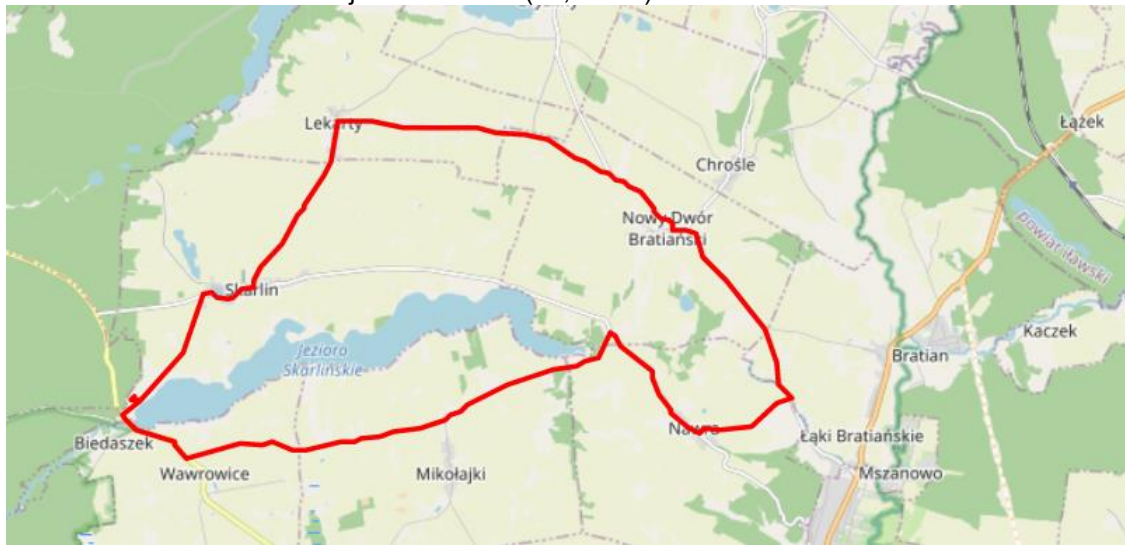 Lekarty
Łążek
Chrośle
Nowy Dwór
Bratiański
powiat iławski
Skarlin
Kaczek
Jezioro
Skarlińskie
Bratian
Nawra
Biedaszek
Łąki Bratiańskie
Wawrowice
Mikołajki
Mszanowo